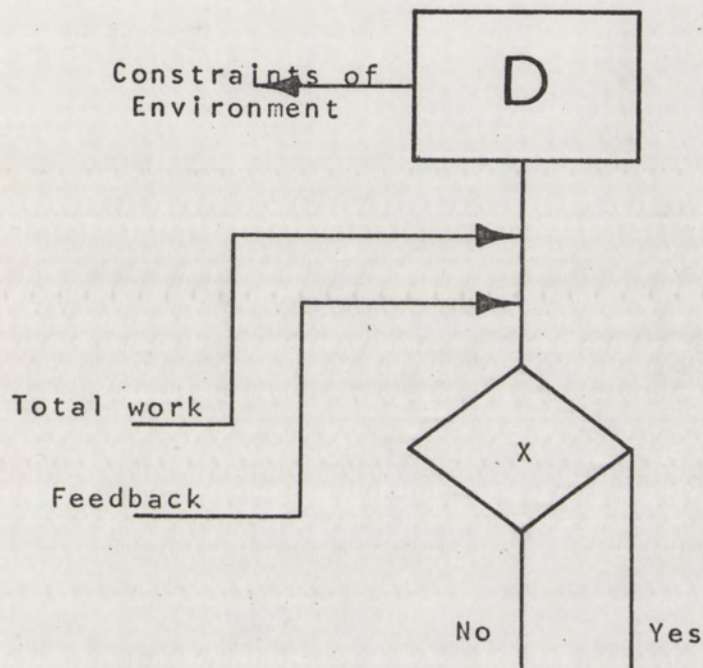 Constraints of
Environment
D
Total work
Feedback
X
No
Yes